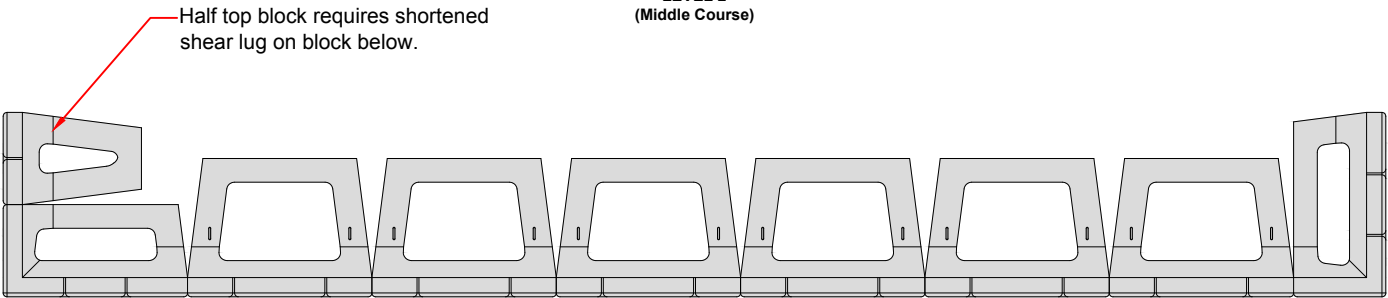 Half top block requires shortened
shear lug on block below.
(Middle Course)